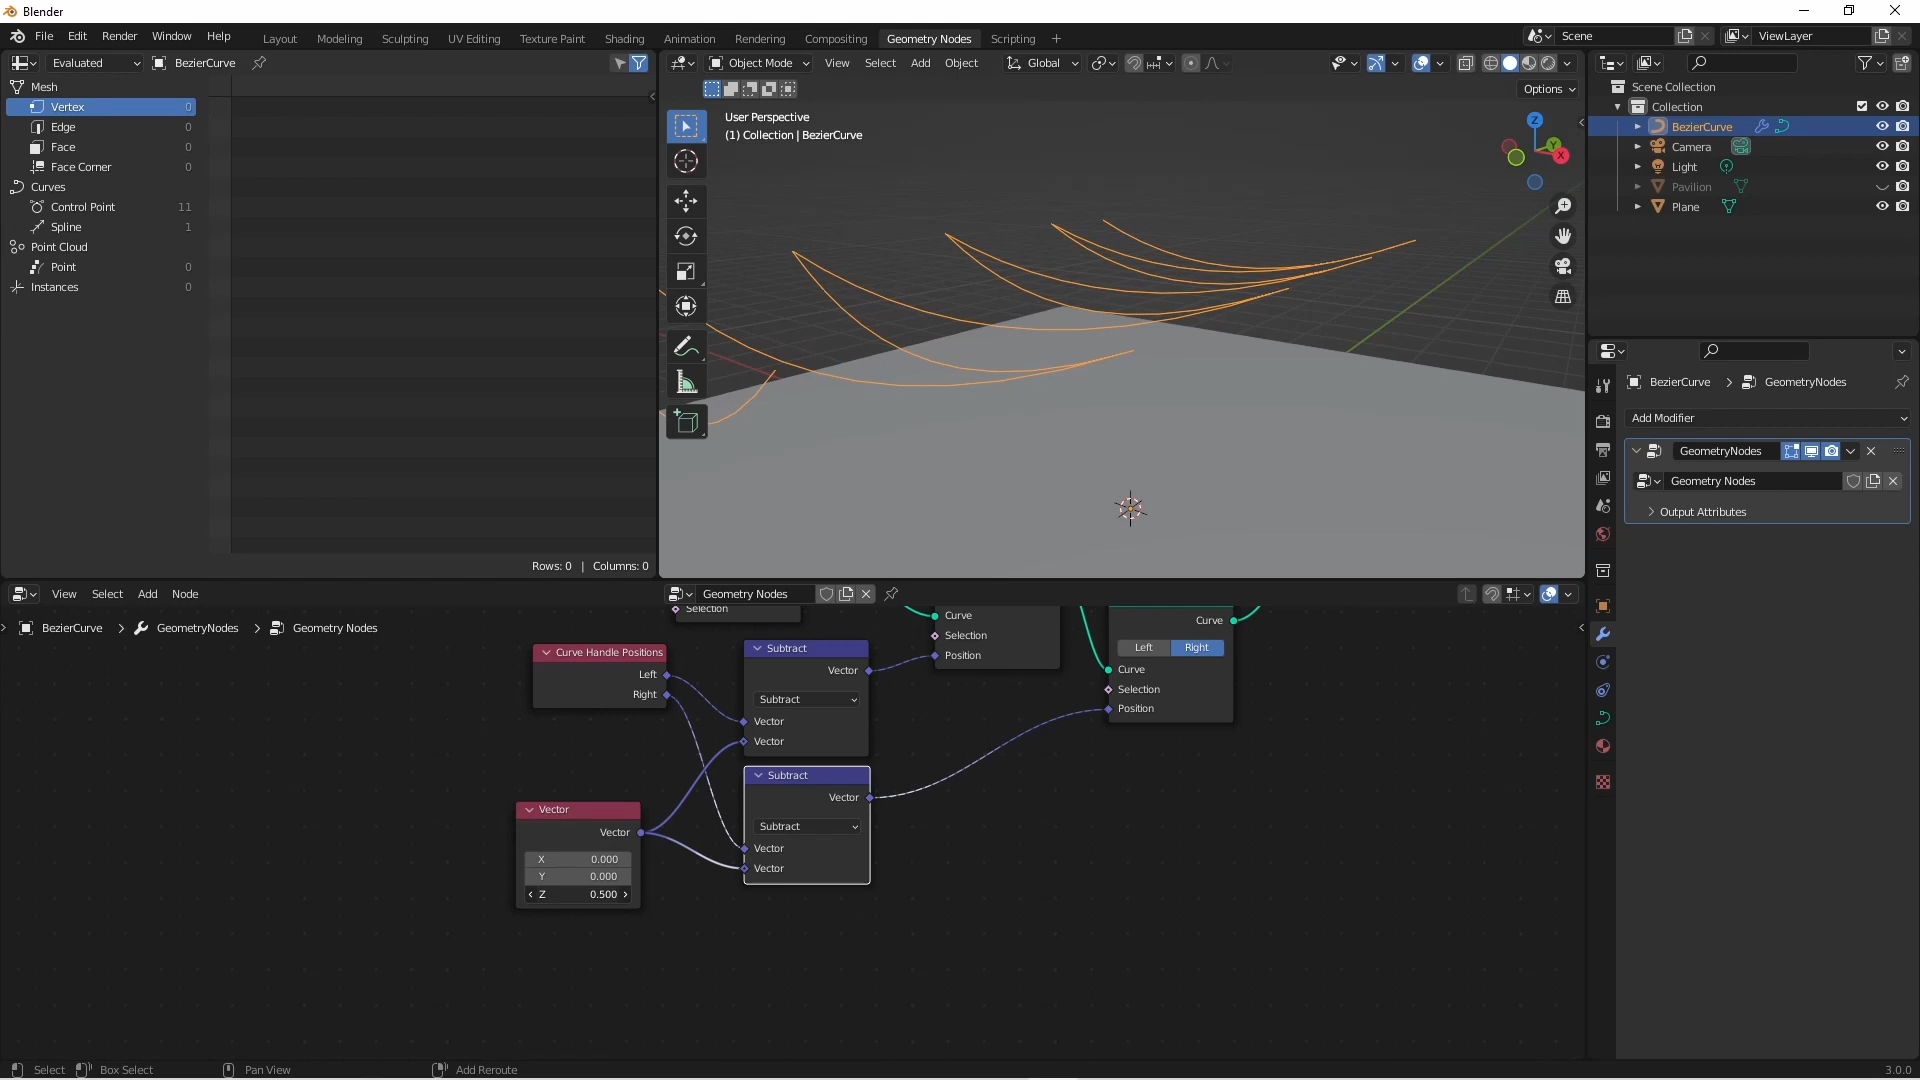 Blender
File Edit Render Window Help
Layout Modeling Sculpting UV Editing Texture Paint Shading Animation Rendering Compositing Geometry Nodes Scripting +
Scene
ViewLayer
Evaluated BezierCurve
Object Mode View Select Add Object Global
Options
Mesh
Vertex 0
Edge 0
Face 0
Face Corner 0
Curves
Control Point 11
Spline 1
Point Cloud
Point 0
Instances 0
Rows: 0 | Columns: 0
User Perspective
(1) Collection | BezierCurve
Z
Y
X
Scene Collection
Collection
BezierCurve
Camera
Light
Pavilion
Plane
BezierCurve > GeometryNodes
Add Modifier
GeometryNodes
Geometry Nodes
Output Attributes
View Select Add Node
Geometry Nodes
BezierCurve > GeometryNodes > Geometry Nodes
Selection
Curve Handle Positions
Left
Right
Subtract
Vector
Subtract
Vector
Vector
Curve
Selection
Position
Curve
Left Right
Curve
Selection
Position
Subtract
Vector
Subtract
Vector
Vector
Vector
Vector
X 0.000
Y 0.000
Z 0.500
Select Box Select Pan View Add Reroute
3.0.0